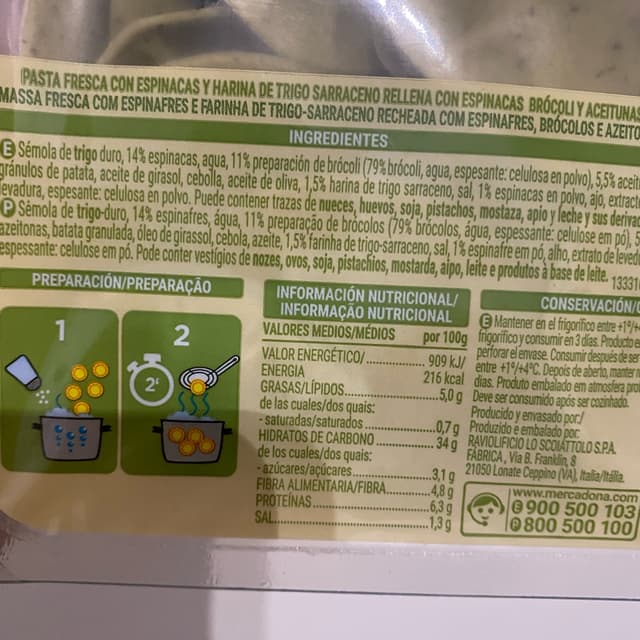 PASTA FRESCA CON ESPINACAS Y HARINA DE TRIGO SARRACENO RELLENA CON ESPINACAS BRÓCOLI Y ACEITUNAS
MASSA FRESCA COM ESPINAFRES E FARINHA DE TRIGO-SARRACENO RECHEADA COM ESPINAFRES, BRÓCOLOS E AZEITO
INGREDIENTES
E Sémola de trigo duro, 14% espinacas, agua, 11% preparación de brócoli (79% brócoli, agua, espesante: celulosa en polvo), 5,5% aceit
gránulos de patata, aceite de girasol, cebolla, aceite de oliva, 1,5% harina de trigo sarraceno, sal, 1% espinacas en polvo, ajo, extract
levadura, espesante: celulosa en polvo. Puede contener trazas de nueces, huevos, soja, pistachos, mostaza, apio y leche y sus deriva
P Sémola de trigo-duro, 14% espinafres, água, 11% preparação de brócolos (79% brócolos, água, espessante: celulose em pó), 5
azeitonas, batata granulada, óleo de girassol, cebola, azeite, 1,5% farinha de trigo-sarraceno, sal, 1% espinafre em pó, alho, extrato de leved
espessante: celulose em pó. Pode conter vestígios de nozes, ovos, soja, pistachios, mostarda, aipo, leite e produtos à base de leite.
13331
PREPARACIÓN/PREPARAÇÃO
1
2
2'
INFORMACIÓN NUTRICIONAL/
INFORMAÇÃO NUTRICIONAL
VALORES MEDIOS/MÉDIOS por 100g
VALOR ENERGÉTICO/ 909 kJ/
ENERGIA 216 kcal
GRASAS/LÍPIDOS 5,0 g
de las cuales/dos quais:
- saturadas/saturados 0,7 g
HIDRATOS DE CARBONO 34 g
de los cuales/dos quais:
- azúcares/açúcares 3,1 g
FIBRA ALIMENTARIA/FIBRA 4,8 g
PROTEÍNAS 6,3 g
SAL 1,3 g
CONSERVACIÓN/C
E Mantener en el frigorífico entre +1º/+
frigorífico y consumir en 3 días. Producto e
perforar el envase. Consumir después de se
entre +1º/+4ºC. Depois de aberto, manter n
dias. Produto embalado em atmosfera pro
Deve ser consumido após ser cozinhado.
Producido y envasado por:/
Produzido e embalado por:
RAVIOLIFICIO LO SCOIATTOLO S.P.A.
FÁBRICA, Via B. Franklin, 8
21050 Lonate Ceppino (VA), Italia/Itália.
www.mercadona.com
E 900 500 103
P 800 500 100